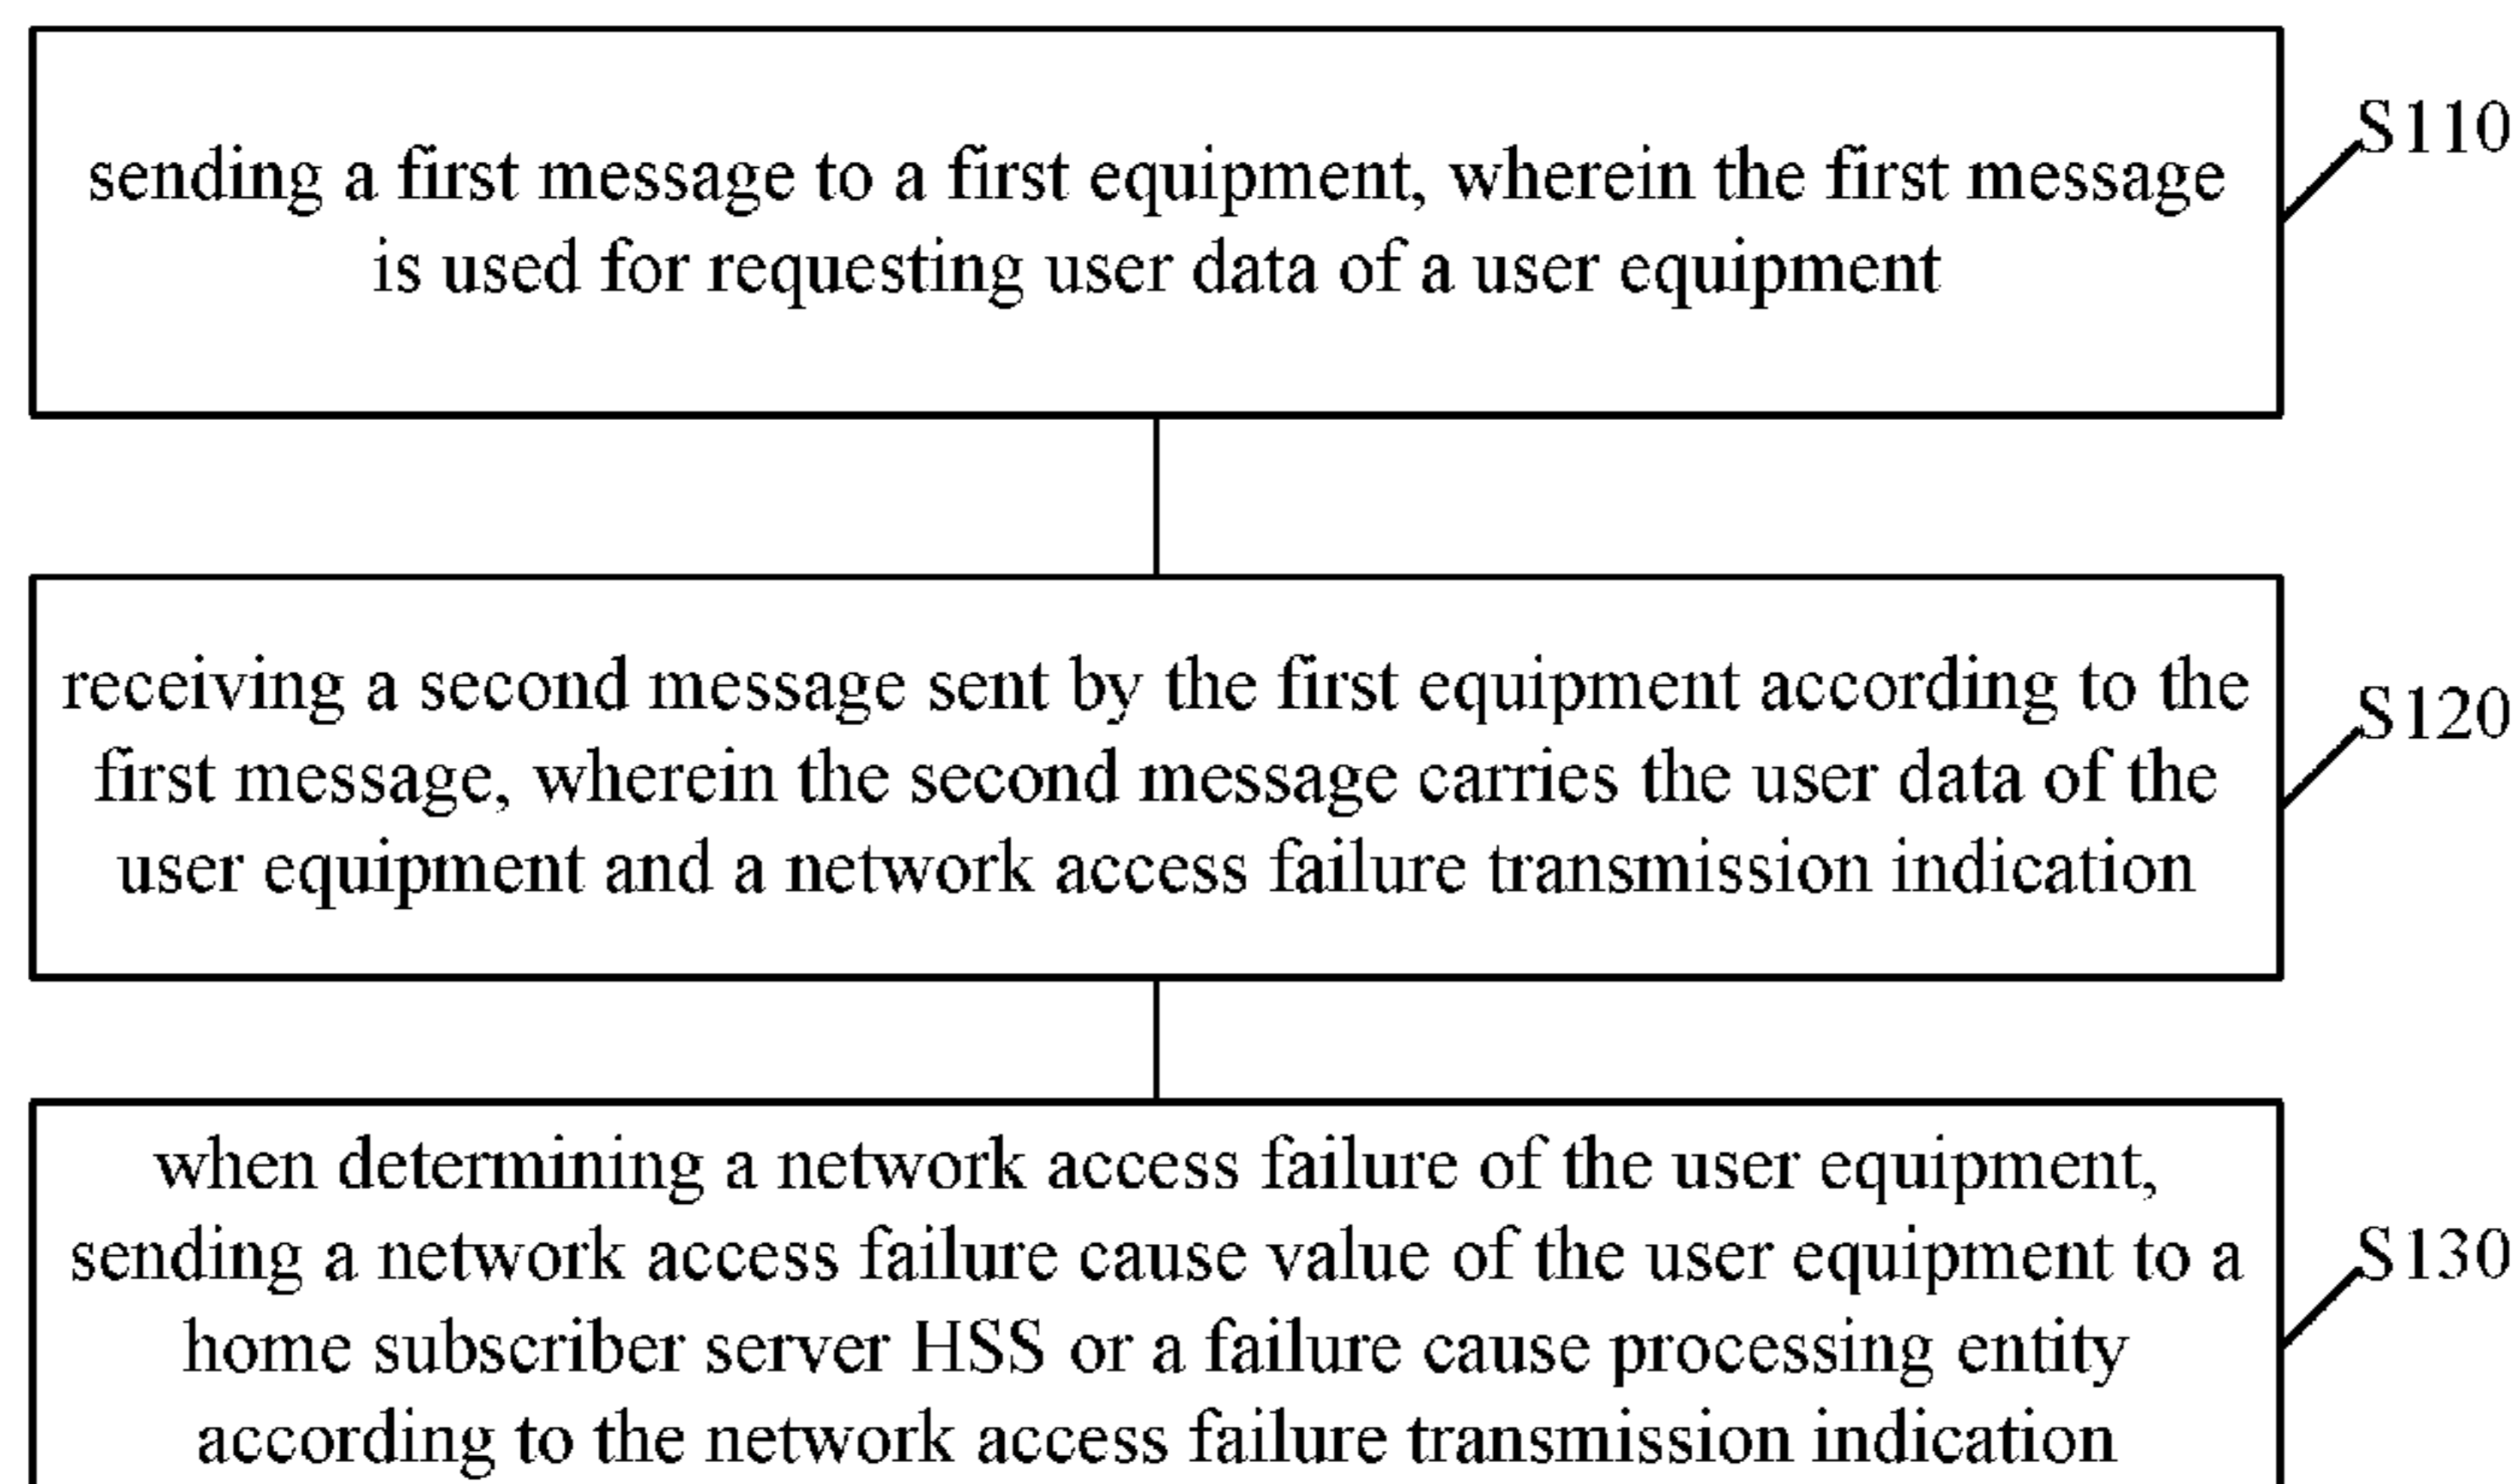 sending a first message to a first equipment, wherein the first message
is used for requesting user data of a user equipment
S110
receiving a second message sent by the first equipment according to the
first message, wherein the second message carries the user data of the
user equipment and a network access failure transmission indication
S120
when determining a network access failure of the user equipment,
sending a network access failure cause value of the user equipment to a
home subscriber server HSS or a failure cause processing entity
according to the network access failure transmission indication
S130